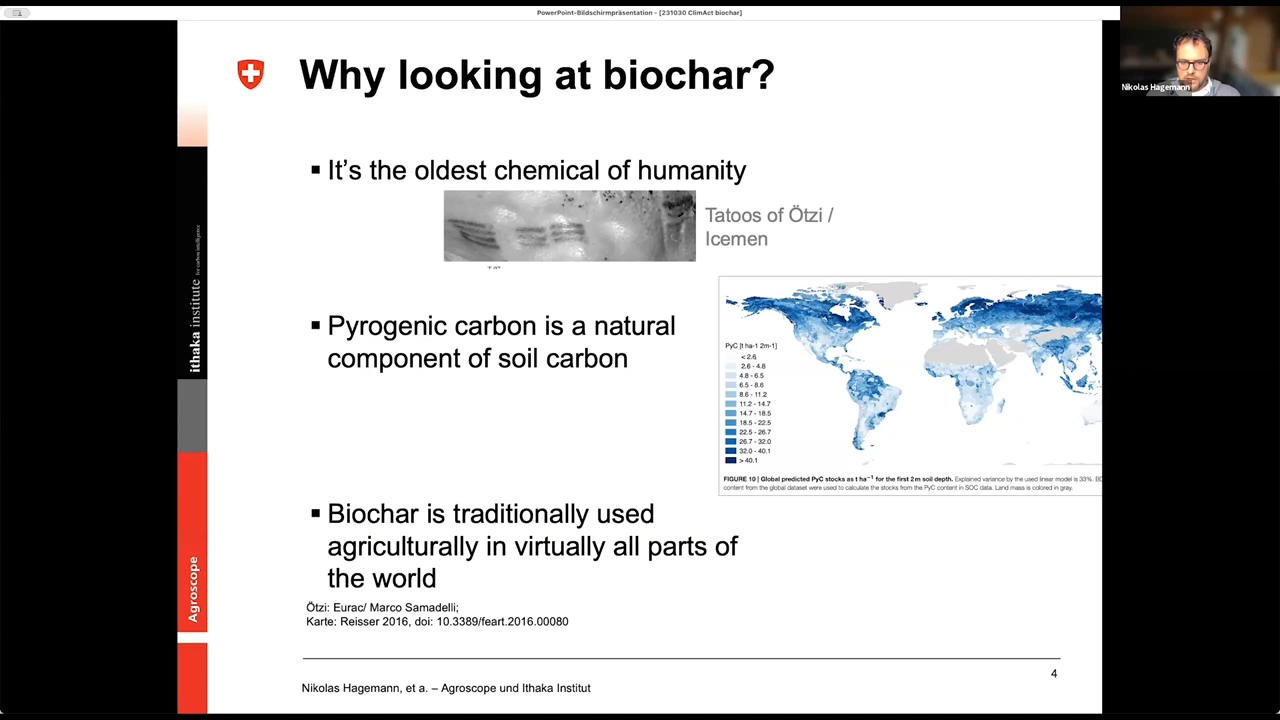 PowerPoint-Bildschirmpräsentation - [231030 ClimAct biochar]
Nikolas Hagemann
Why looking at biochar?
▪ It's the oldest chemical of humanity
Tatoos of Ötzi /
Icemen
▪ Pyrogenic carbon is a natural
component of soil carbon
PyC [t ha-1 2m-1]
< 2.6
2.6 - 4.8
4.8 - 6.5
6.5 - 8.6
8.6 - 11.2
11.2 - 14.7
14.7 - 18.5
18.5 - 22.5
22.5 - 26.7
26.7 - 32.0
32.0 - 40.1
> 40.1
FIGURE 10 | Global predicted PyC stocks as t ha−1 for the first 2 m soil depth. Explained variance by the used linear model is 33%.
content from the global dataset were used to calculate the stocks from the PyC content in SOC data. Land mass is colored in gray.
▪ Biochar is traditionally used
agriculturally in virtually all parts of
the world
Ötzi: Eurac/ Marco Samadelli;
Karte: Reisser 2016, doi: 10.3389/feart.2016.00080
4
Nikolas Hagemann, et a. – Agroscope und Ithaka Institut
ithaka institute
for carbon intelligence
Agroscope